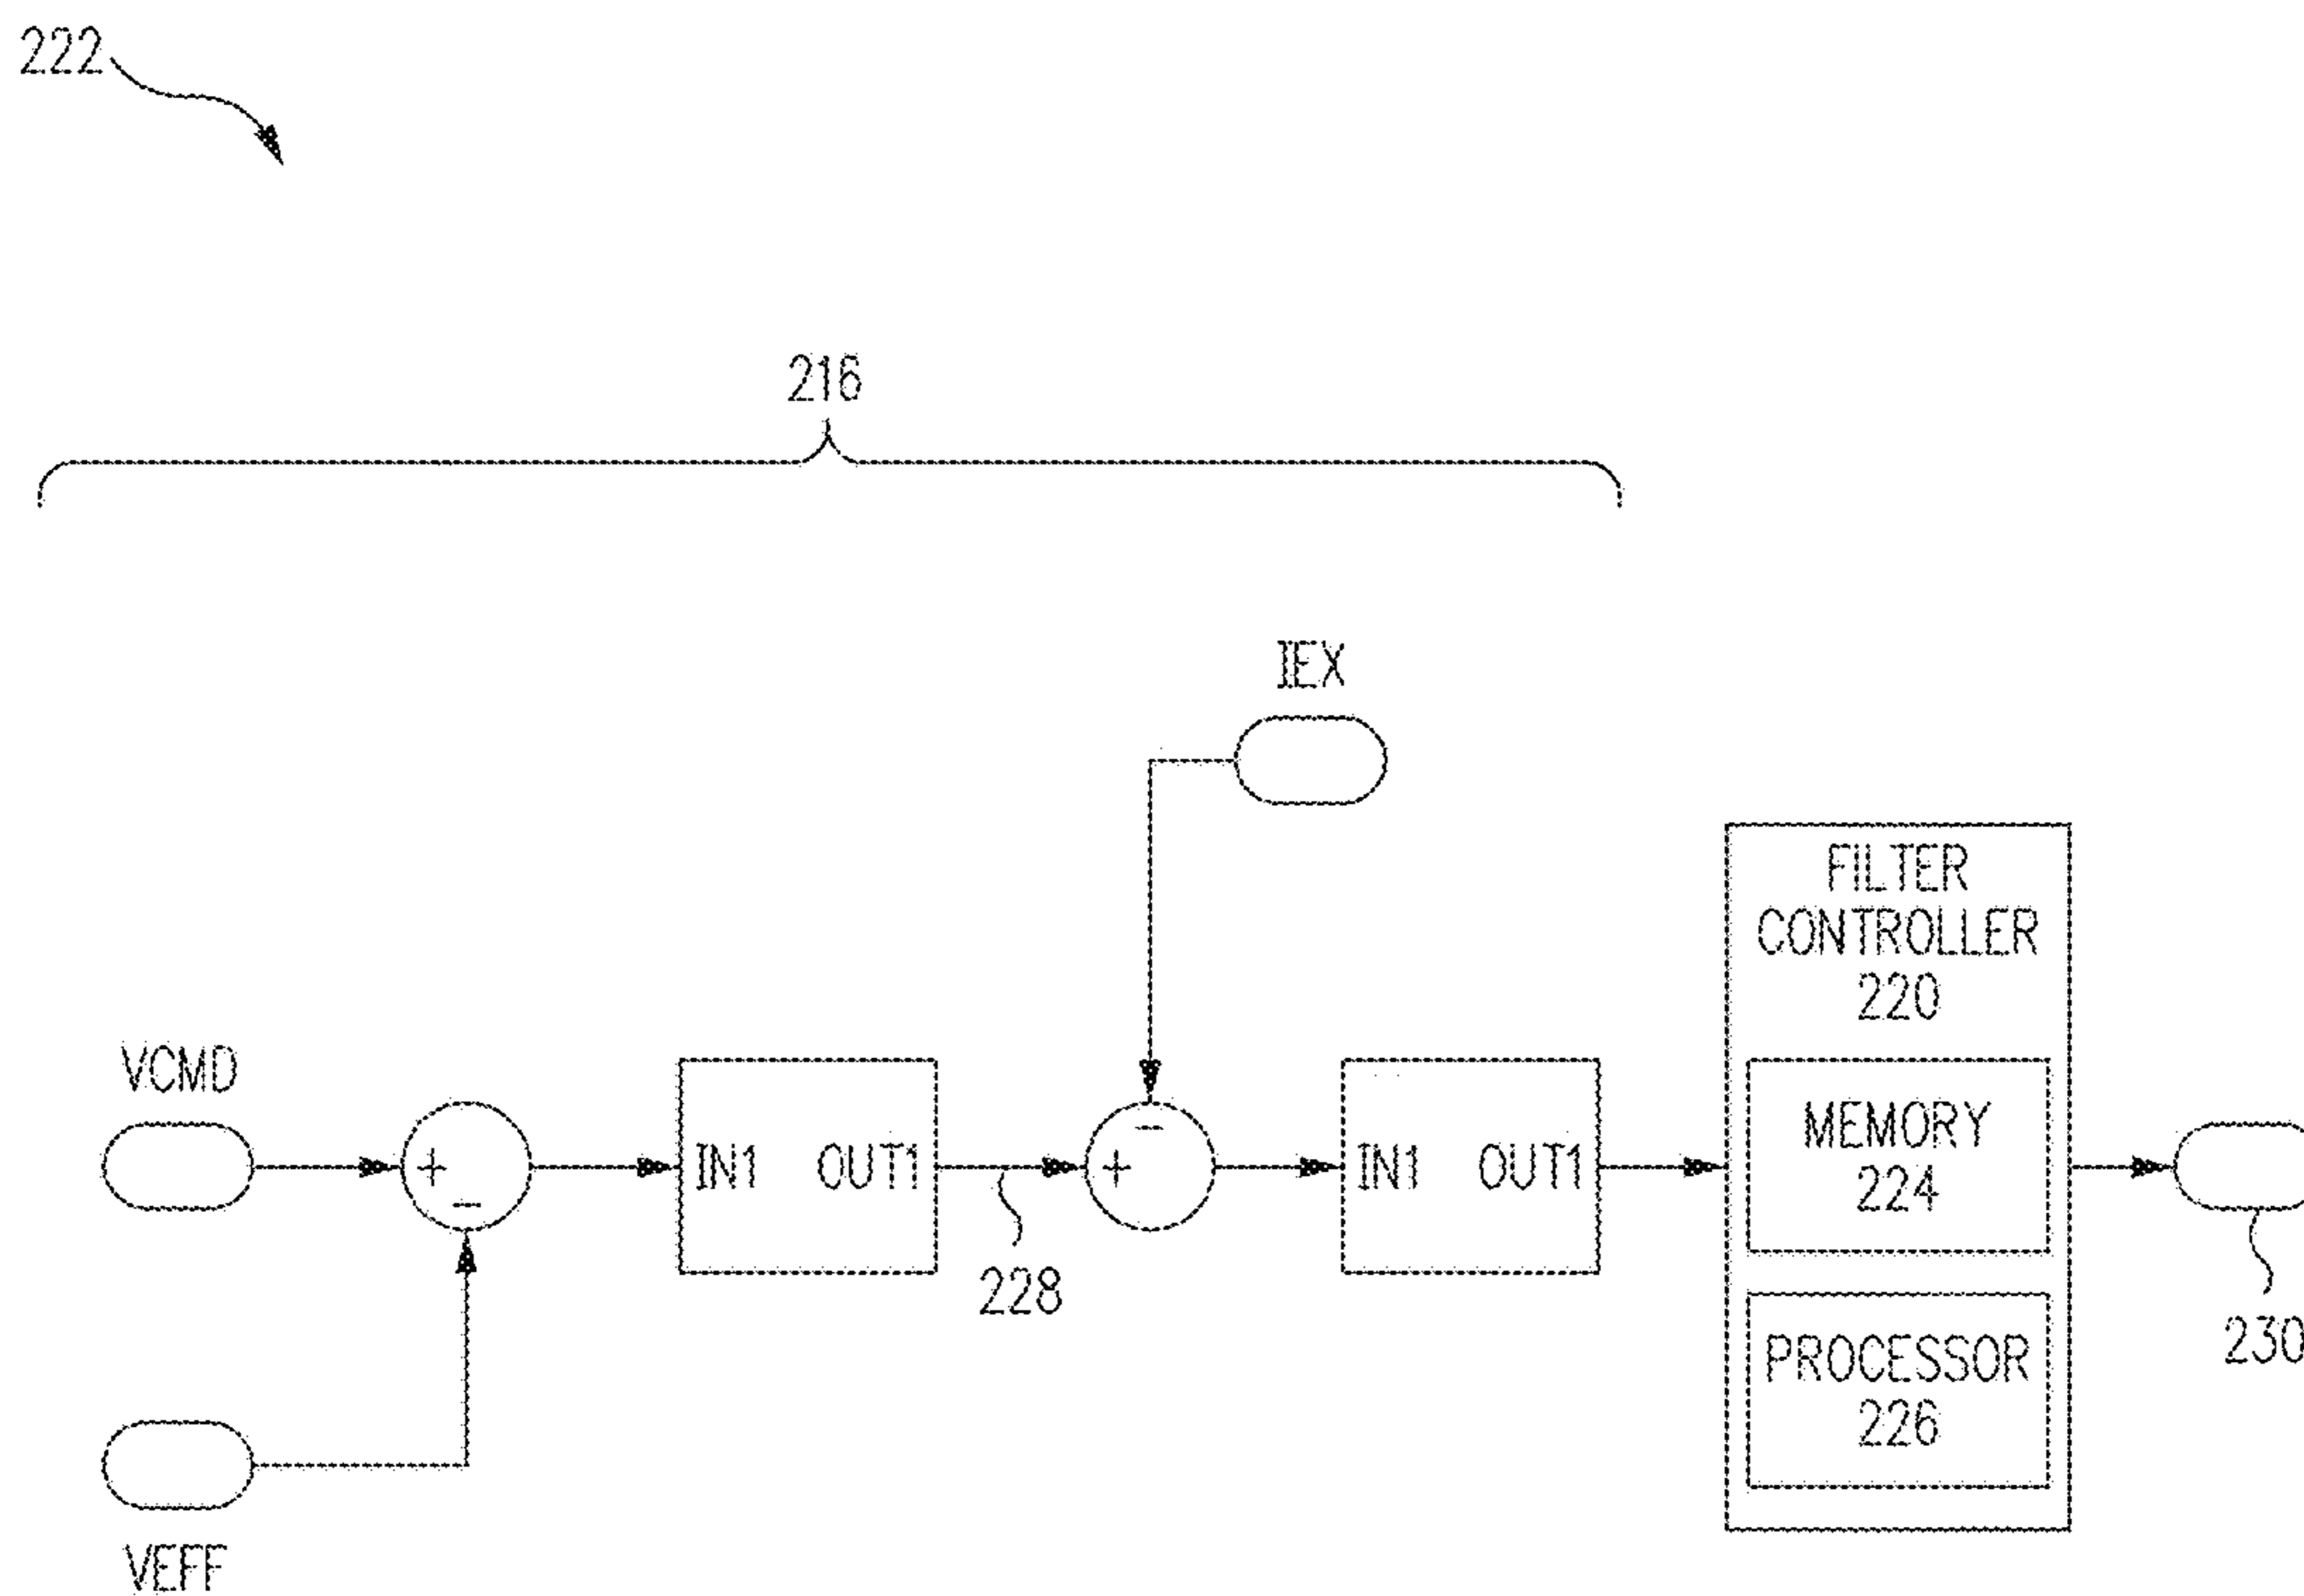 222
216
IEX
FILTER
CONTROLLER
220
VCMD
MEMORY
224
+
−
IN1 OUT1
−
+
IN1 OUT1
228
230
PROCESSOR
226
VEFF